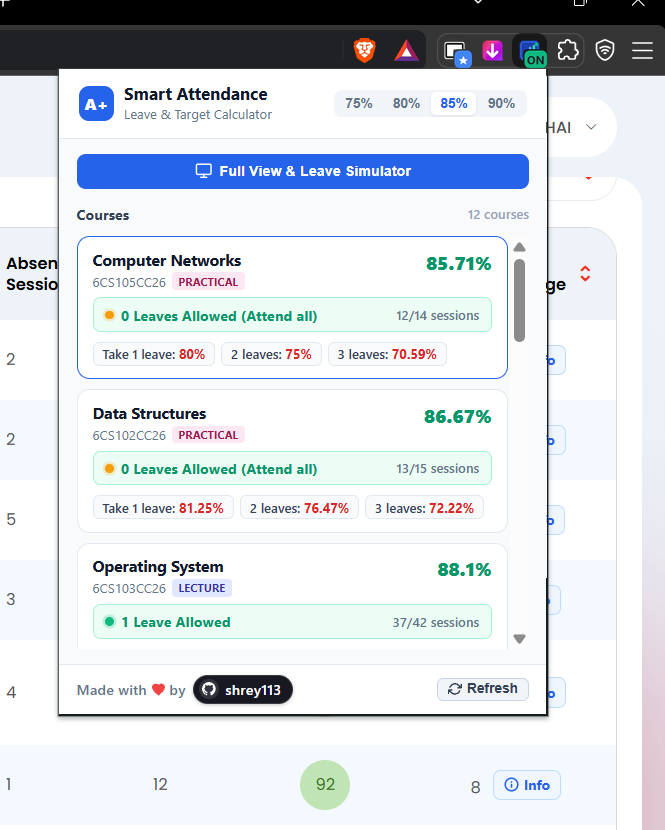 ON
A+
Smart Attendance
Leave & Target Calculator
75% 80% 85% 90%
HAI
Full View & Leave Simulator
Courses
12 courses
Absen
Sessio
ge
Computer Networks
85.71%
6CS105CC26 PRACTICAL
0 Leaves Allowed (Attend all)
12/14 sessions
Take 1 leave: 80% 2 leaves: 75% 3 leaves: 70.59%
2
fo
Data Structures
86.67%
6CS102CC26 PRACTICAL
2
0 Leaves Allowed (Attend all)
13/15 sessions
Take 1 leave: 81.25% 2 leaves: 76.47% 3 leaves: 72.22%
5
Operating System
88.1%
6CS103CC26 LECTURE
3
1 Leave Allowed
37/42 sessions
4
Made with ❤ by shrey113
Refresh
1 12 92 8 Info